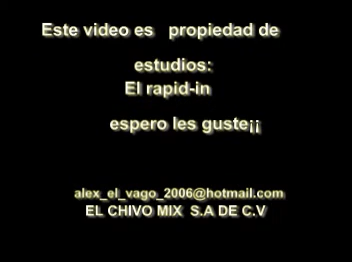 Este video es propiedad de
estudios:
El rapid-in
espero les guste¡¡
alex_el_vago_2006@hotmail.com
EL CHIVO MIX S.A DE C.V